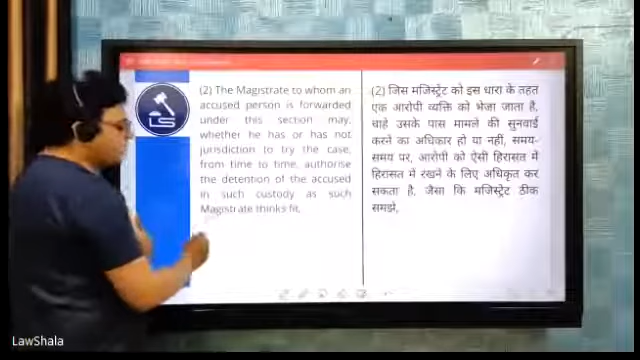 LS
(2) The Magistrate to whom an
accused person is forwarded
under this section may,
whether he has or has not
jurisdiction to try the case,
from time to time, authorise
the detention of the accused
in such custody as such
Magistrate thinks fit,
(2) जिस मजिस्ट्रेट को इस धारा के तहत
एक आरोपी व्यक्ति को भेजा जाता है,
चाहे उसके पास मामले की सुनवाई
करने का अधिकार हो या नहीं, समय-
समय पर, आरोपी को ऐसी हिरासत में
हिरासत में रखने के लिए अधिकृत कर
सकता है, जैसा कि मजिस्ट्रेट ठीक
समझे,
LawShala